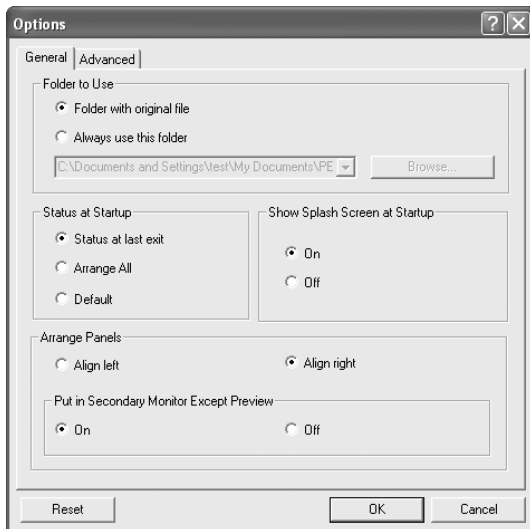 Options
General Advanced
Folder to Use
Folder with original file
Always use this folder
C:\Documents and Settings\test\My Documents\PE Browse...
Status at Startup
Status at last exit
Arrange All
Default
Show Splash Screen at Startup
On
Off
Arrange Panels
Align left Align right
Put in Secondary Monitor Except Preview
On Off
Reset OK Cancel